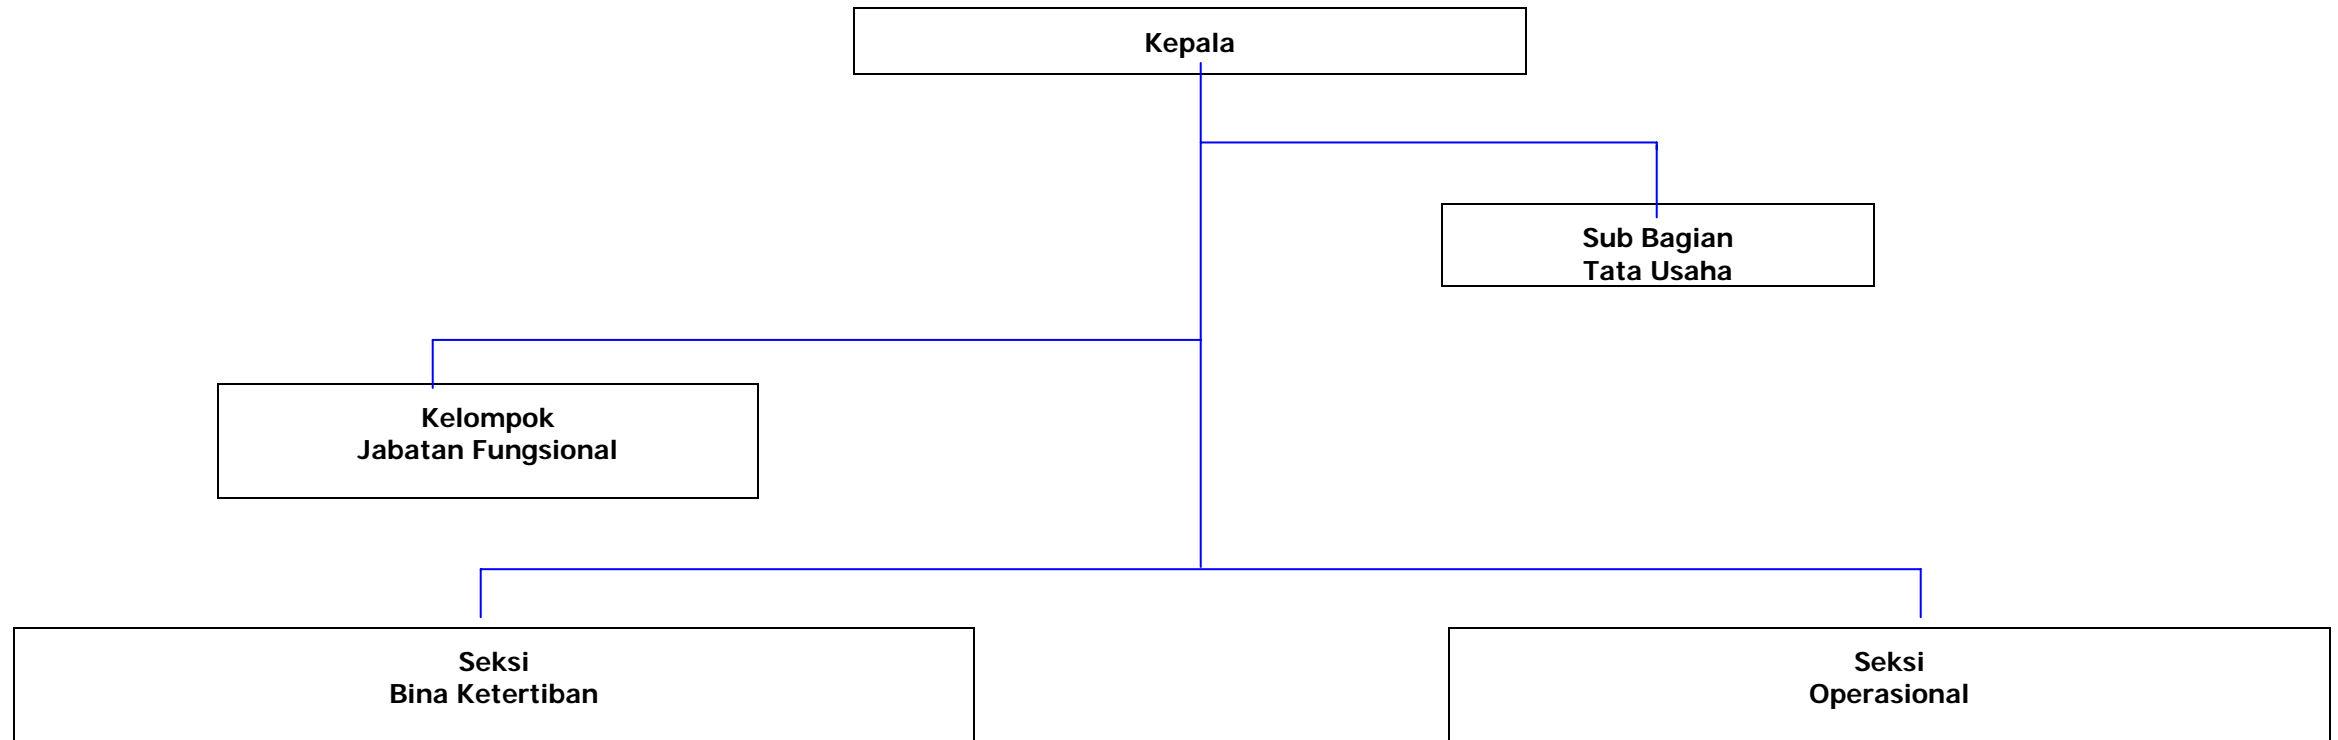 Kepala
Sub Bagian
Tata Usaha
Kelompok
Jabatan Fungsional
Seksi
Bina Ketertiban
Seksi
Operasional